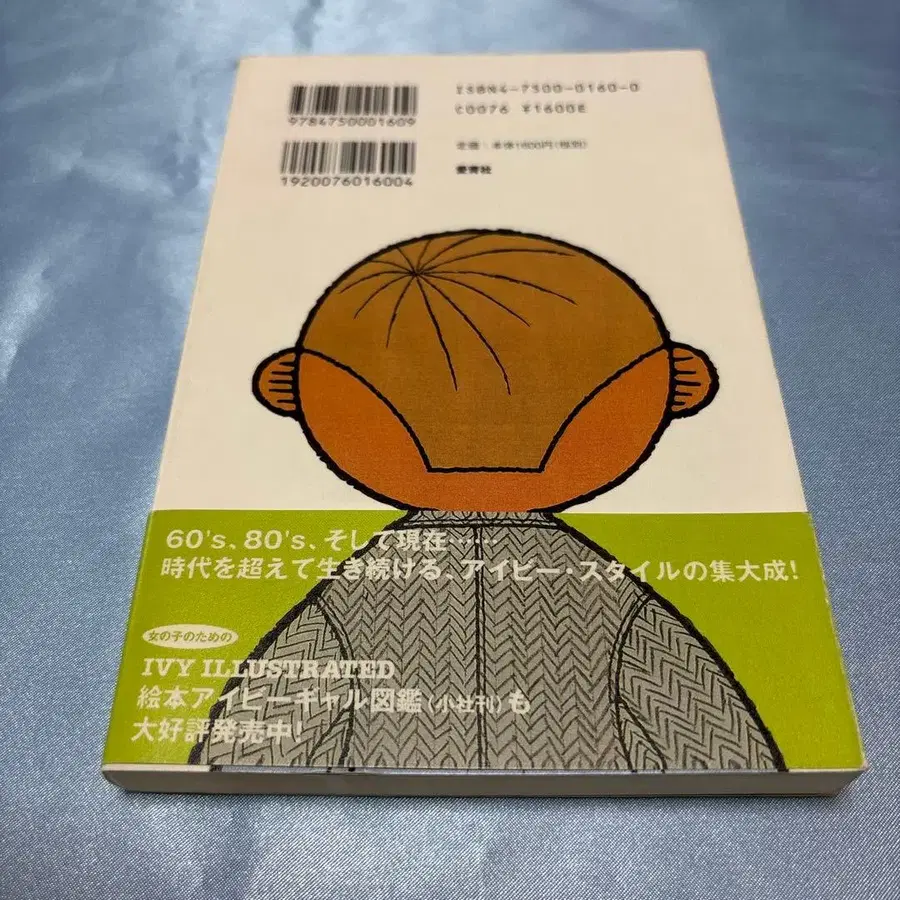 9784750001609
ISBN4-7500-0160-0
C0076 ¥1600E
1920076016004
定価:本体1600円(税別)
愛育社
60's、80's、そして現在……
時代を超えて生き続ける、アイビー・スタイルの集大成!
女の子のための
IVY ILLUSTRATED
絵本アイビーギャル図鑑(小社刊)も
大好評発売中!